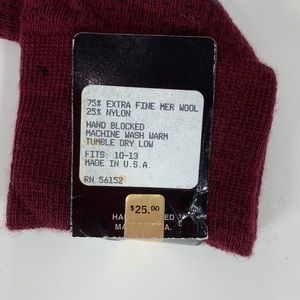 75% EXTRA FINE MER WOOL
25% NYLON
HAND BLOCKED
MACHINE WASH WARM
TUMBLE DRY LOW
FITS: 10-13
MADE IN U.S.A.
RN 56152
$25.00